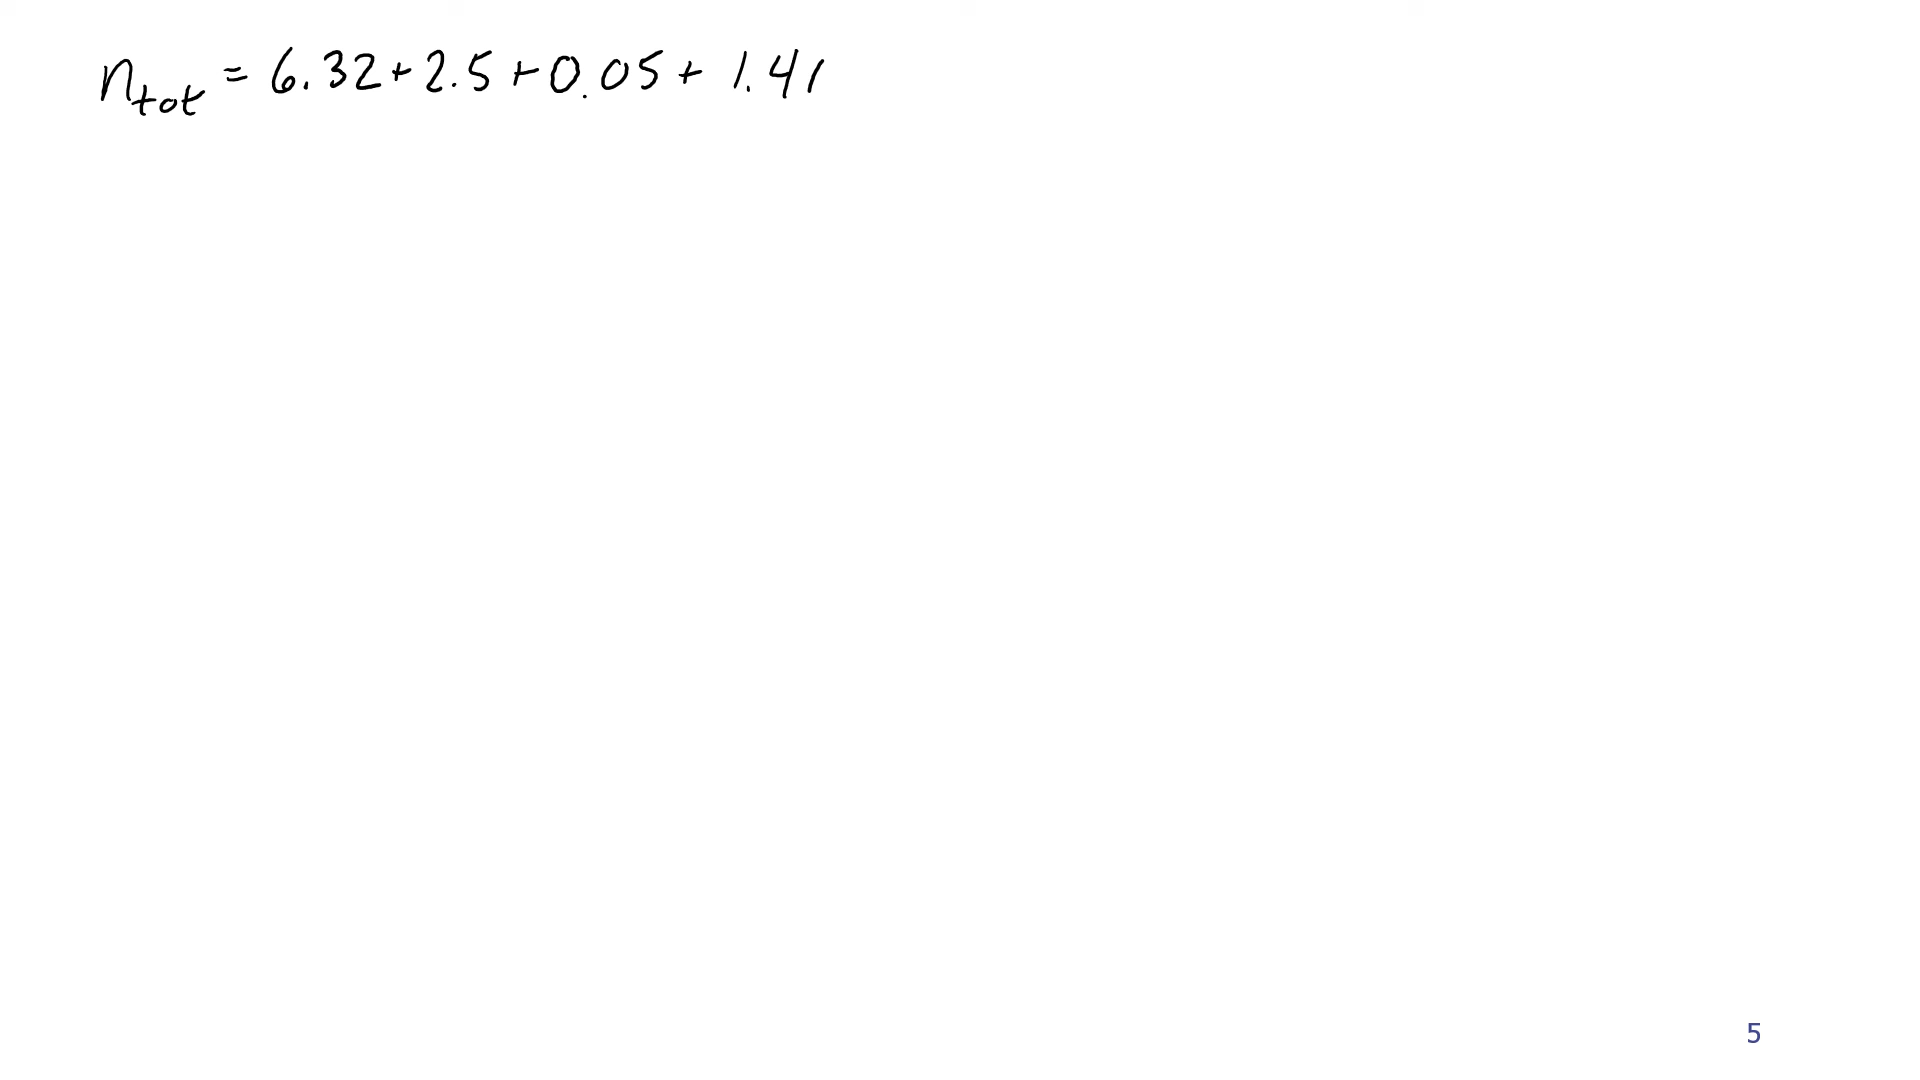 n_tot = 6.32 + 2.5 + 0.05 + 1.41
5